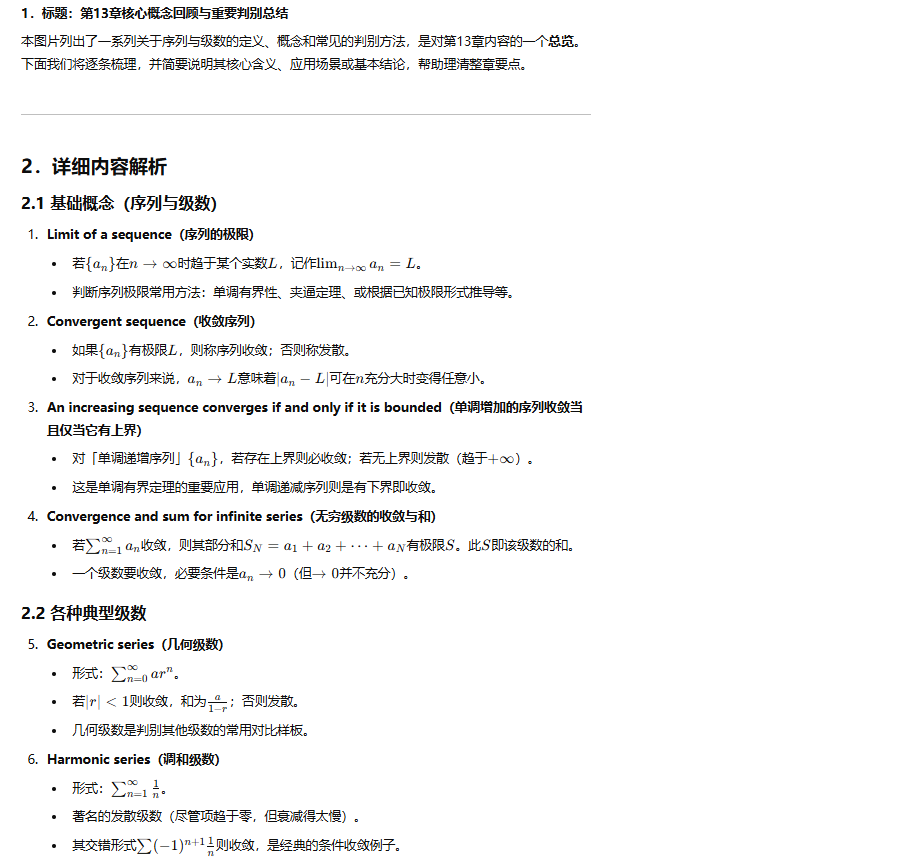 1．标题：第13章核心概念回顾与重要判别总结
本图片列出了一系列关于序列与级数的定义、概念和常见的判别方法，是对第13章内容的一个总览。
下面我们将逐条梳理，并简要说明其核心含义、应用场景或基本结论，帮助理清整章要点。
2．详细内容解析
2.1 基础概念（序列与级数）
1. Limit of a sequence（序列的极限）
• 若{aₙ}在n → ∞时趋于某个实数L，记作limₙ→∞ aₙ = L。
• 判断序列极限常用方法：单调有界性、夹逼定理、或根据已知极限形式推导等。
2. Convergent sequence（收敛序列）
• 如果{aₙ}有极限L，则称序列收敛；否则称发散。
• 对于收敛序列来说，aₙ → L意味着|aₙ − L|可在n充分大时变得任意小。
3. An increasing sequence converges if and only if it is bounded（单调增加的序列收敛当
且仅当它有上界）
• 对「单调递增序列」{aₙ}，若存在上界则必收敛；若无上界则发散（趋于+∞）。
• 这是单调有界定理的重要应用，单调递减序列则是有下界即收敛。
4. Convergence and sum for infinite series（无穷级数的收敛与和）
• 若∑_{n=1}^{∞} aₙ收敛，则其部分和S_N = a₁ + a₂ + ⋯ + a_N有极限S。此S即该级数的和。
• 一个级数要收敛，必要条件是aₙ → 0（但→ 0并不充分）。
2.2 各种典型级数
5. Geometric series（几何级数）
• 形式：∑_{n=0}^{∞} arⁿ。
• 若|r| < 1则收敛，和为a/(1−r)；否则发散。
• 几何级数是判别其他级数的常用对比样板。
6. Harmonic series（调和级数）
• 形式：∑_{n=1}^{∞} 1/n。
• 著名的发散级数（尽管项趋于零，但衰减得太慢）。
• 其交错形式∑(−1)ⁿ⁺¹ 1/n则收敛，是经典的条件收敛例子。